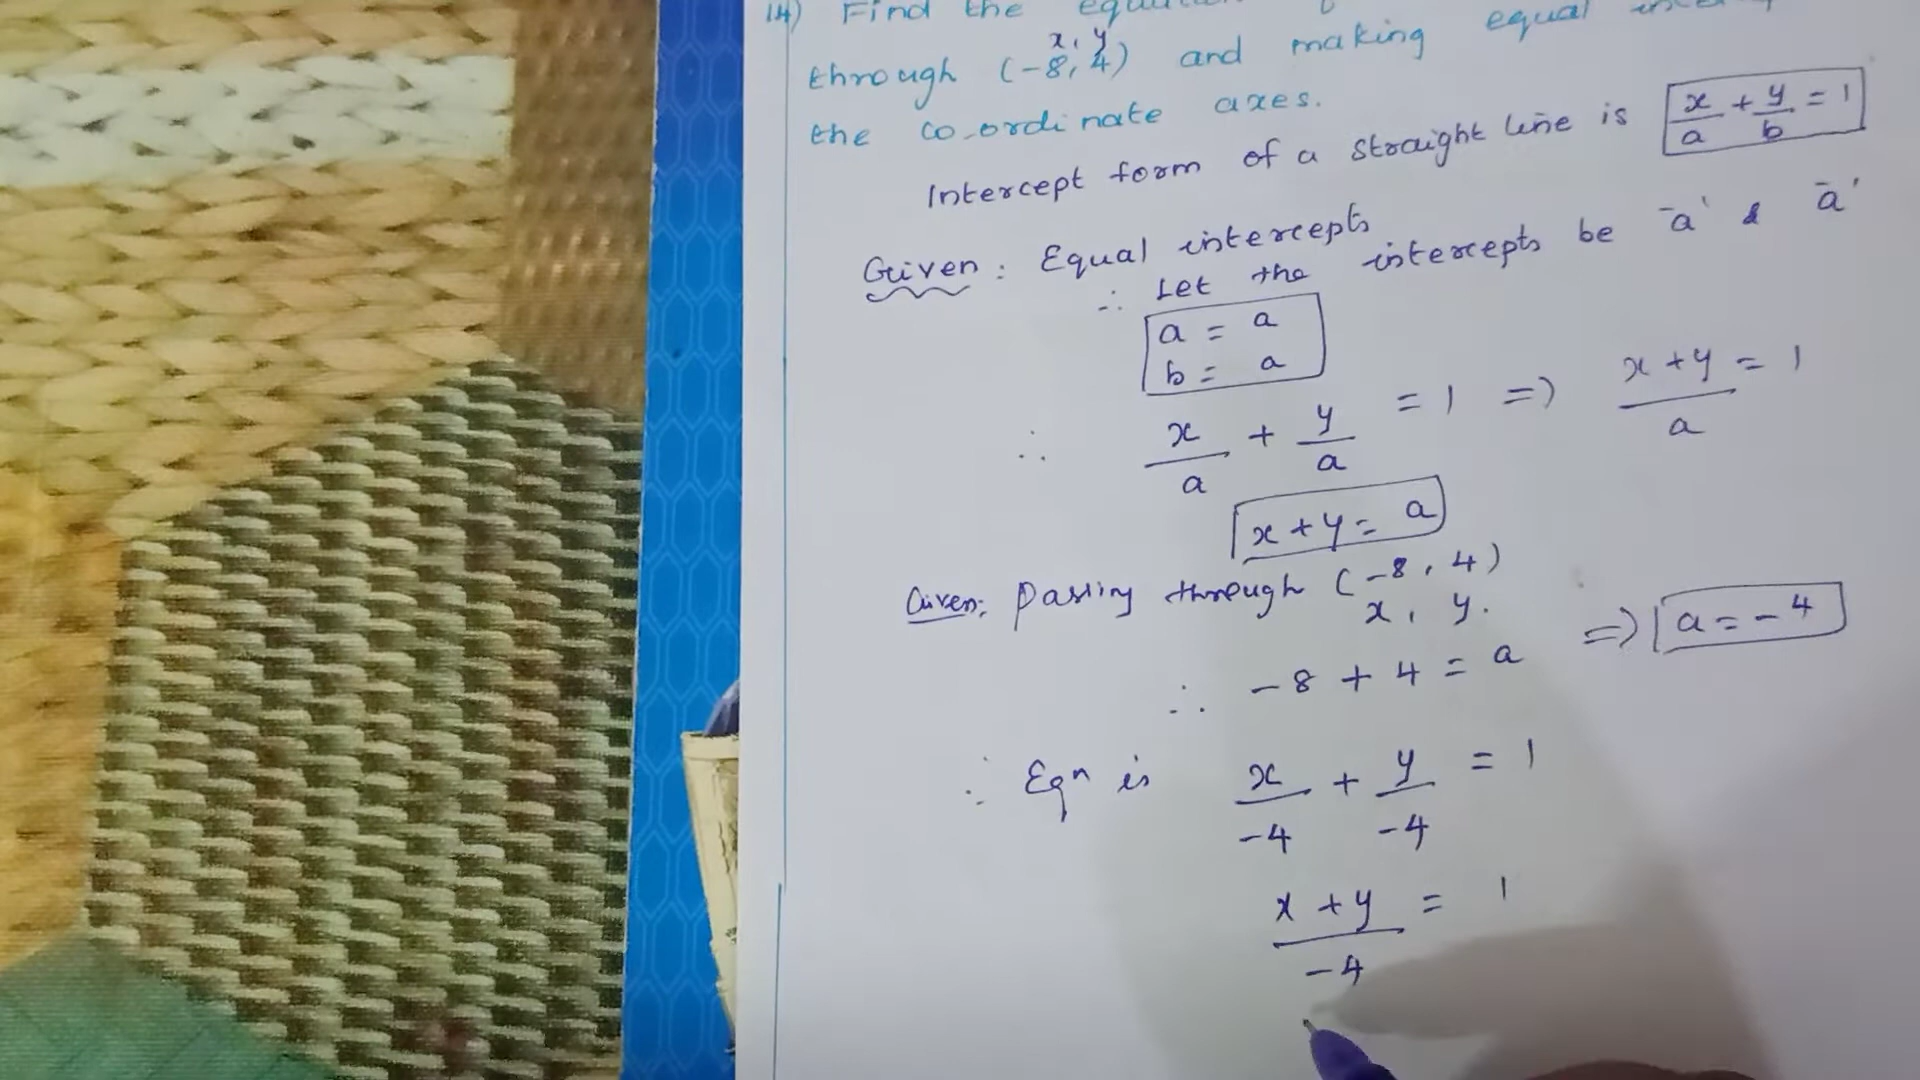 14) Find the
through (-8, 4) and making equal
x, y
the co-ordinate axes.
Intercept form of a straight line is x/a + y/b = 1
Given: Equal intercepts
∴ Let the intercepts be 'a' & 'a'
a = a
b = a
∴ x/a + y/a = 1 => x+y/a = 1
x+y = a
Given: Passing through (-8, 4)
x, y.
∴ -8 + 4 = a => a = -4
∴ Eqn is x/-4 + y/-4 = 1
x+y/-4 = 1